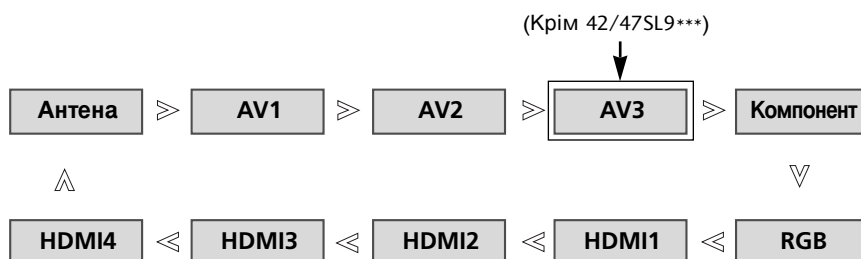 (Крім 42/47SL9***)
Антена AV1 AV2 AV3 Компонент
HDMI4 HDMI3 HDMI2 HDMI1 RGB